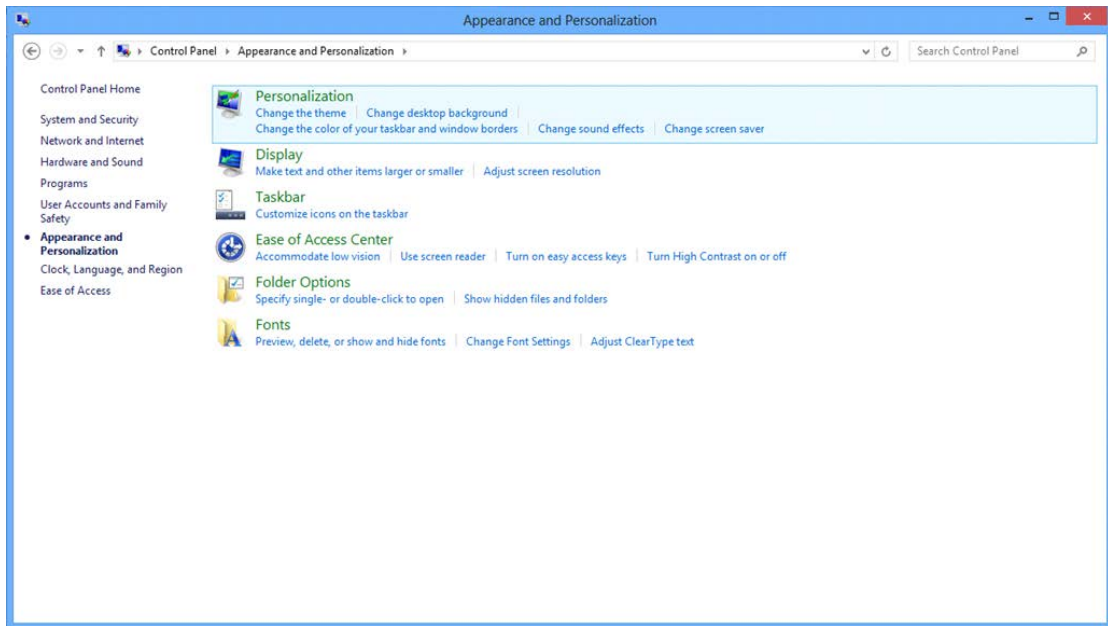 Appearance and Personalization
Control Panel Appearance and Personalization
Search Control Panel
Control Panel Home
System and Security
Network and Internet
Hardware and Sound
Programs
User Accounts and Family
Safety
Appearance and
Personalization
Clock, Language, and Region
Ease of Access
Personalization
Change the theme Change desktop background
Change the color of your taskbar and window borders Change sound effects Change screen saver
Display
Make text and other items larger or smaller Adjust screen resolution
Taskbar
Customize icons on the taskbar
Ease of Access Center
Accommodate low vision Use screen reader Turn on easy access keys Turn High Contrast on or off
Folder Options
Specify single- or double-click to open Show hidden files and folders
Fonts
Preview, delete, or show and hide fonts Change Font Settings Adjust ClearType text